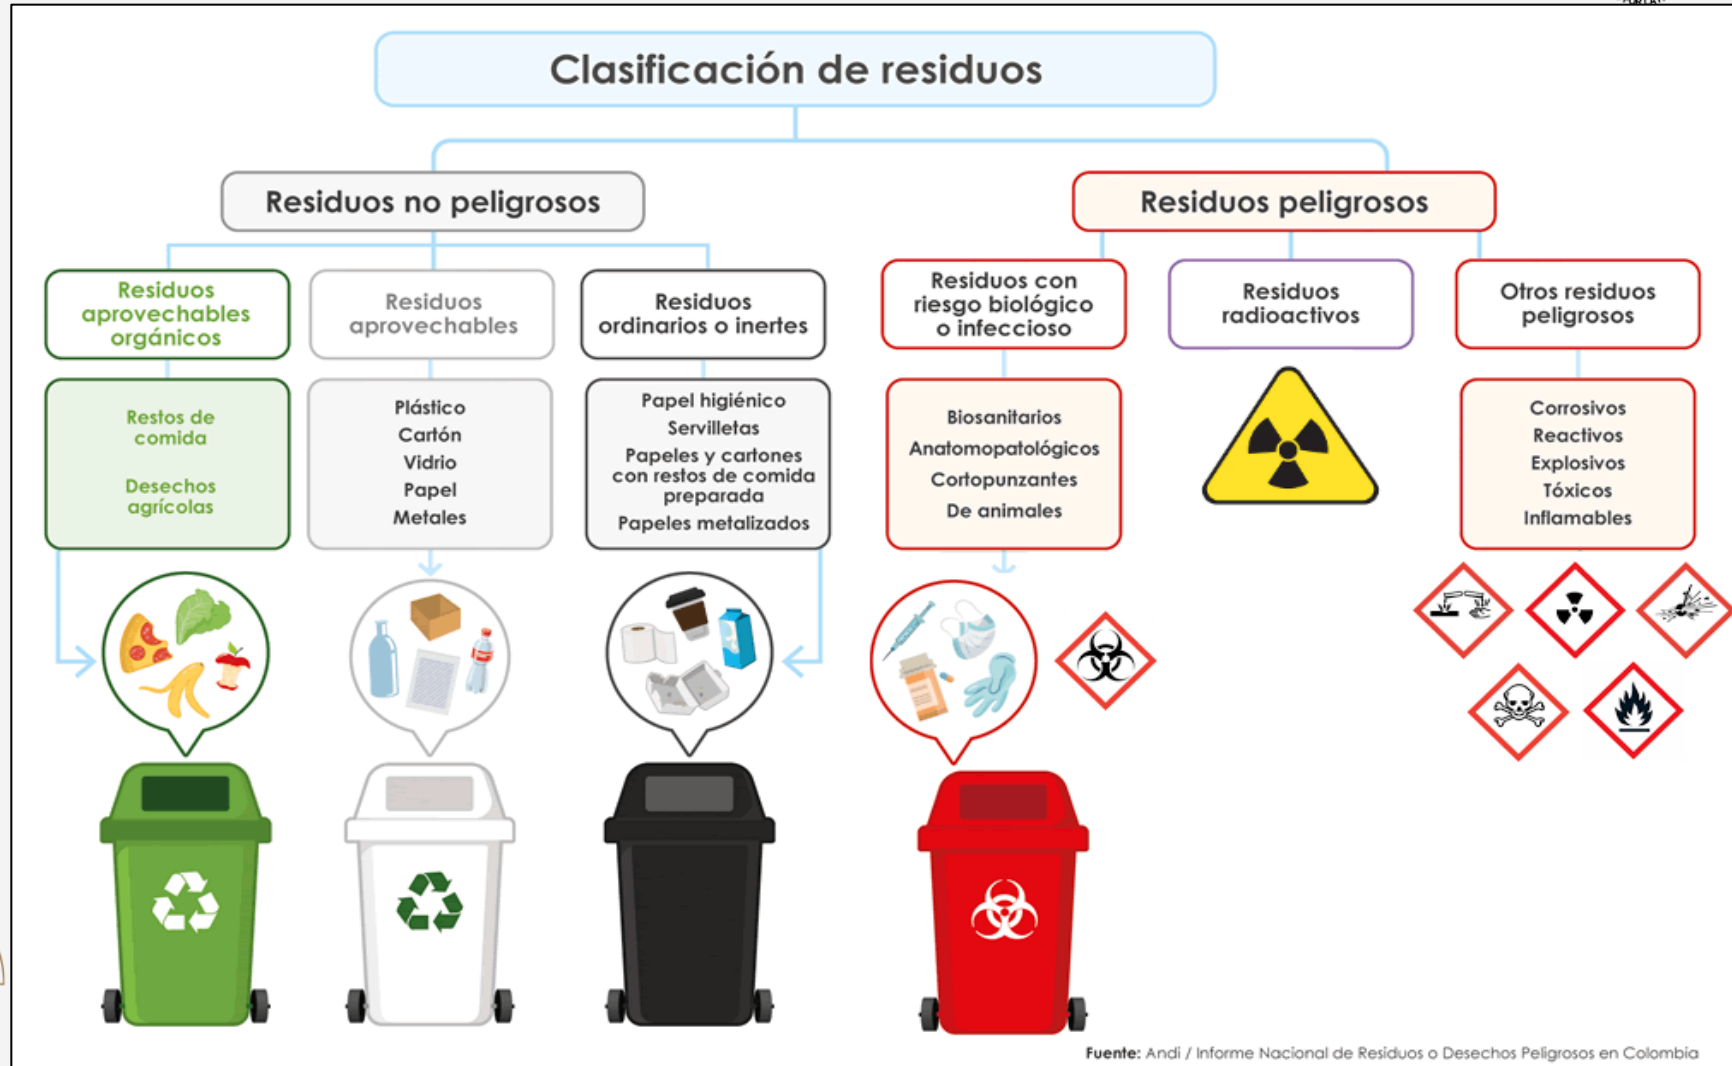 Clasificación de residuos
Residuos no peligrosos
Residuos peligrosos
Residuos
aprovechables
orgánicos
Residuos
aprovechables
Residuos
ordinarios o inertes
Residuos con
riesgo biológico
o infeccioso
Residuos
radioactivos
Otros residuos
peligrosos
Restos de
comida
Desechos
agrícolas
Plástico
Cartón
Vidrio
Papel
Metales
Papel higiénico
Servilletas
Papeles y cartones
con restos de comida
preparada
Papeles metalizados
Biosanitarios
Anatomopatológicos
Cortopunzantes
De animales
Corrosivos
Reactivos
Explosivos
Tóxicos
Inflamables
Fuente: Andi / Informe Nacional de Residuos o Desechos Peligrosos en Colombia